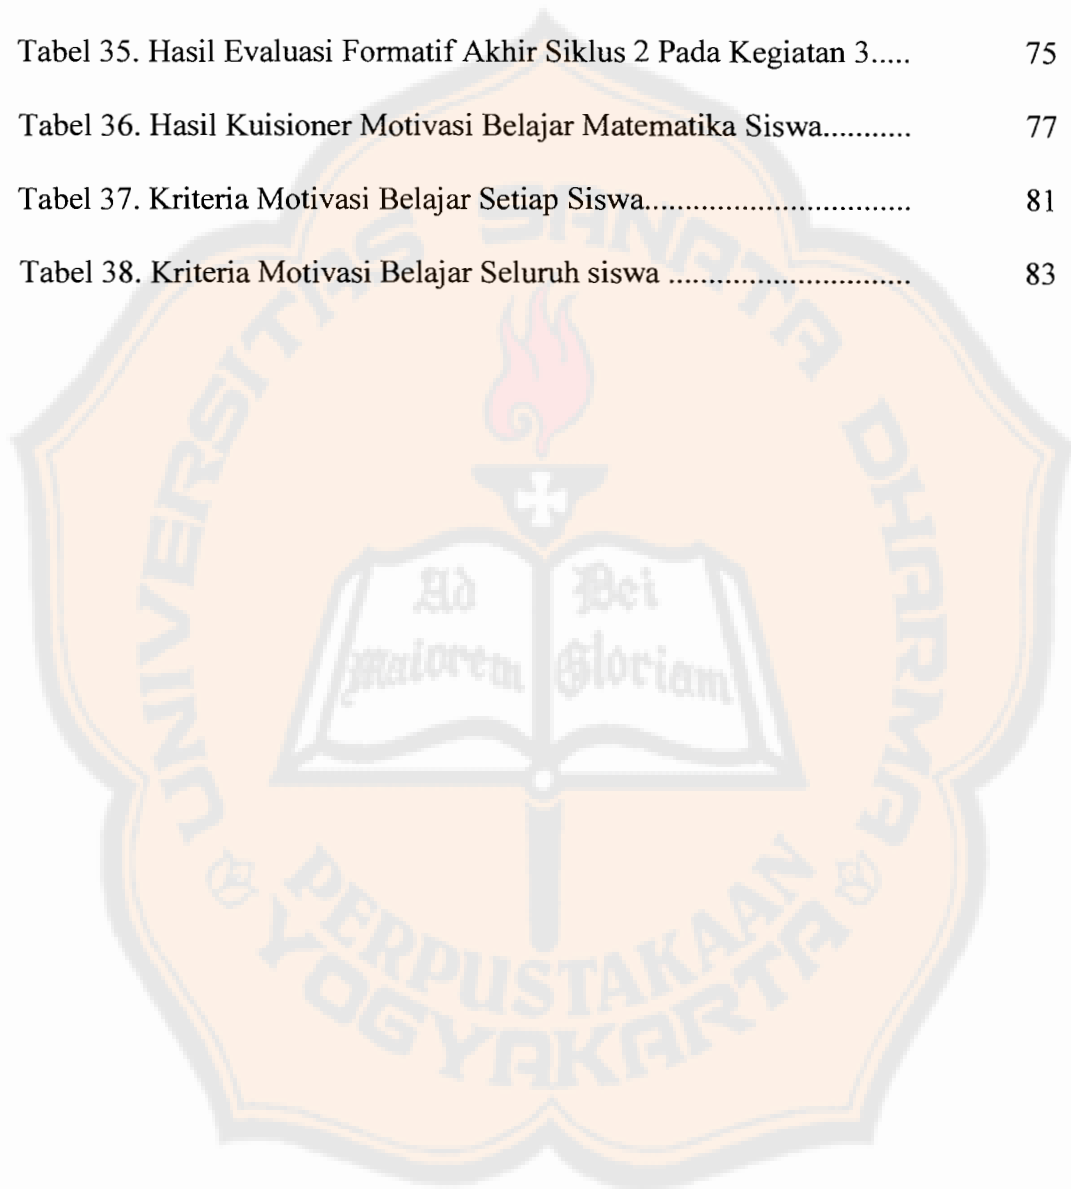 Tabel 35. Hasil Evaluasi Formatif Akhir Siklus 2 Pada Kegiatan 3..... 75
Tabel 36. Hasil Kuisioner Motivasi Belajar Matematika Siswa........... 77
Tabel 37. Kriteria Motivasi Belajar Setiap Siswa................................. 81
Tabel 38. Kriteria Motivasi Belajar Seluruh siswa .............................. 83
UNIVERSITAS SANATA DHARMA
Ad Dei
maiorem Gloriam
PERPUSTAKAAN
YOGYAKARTA